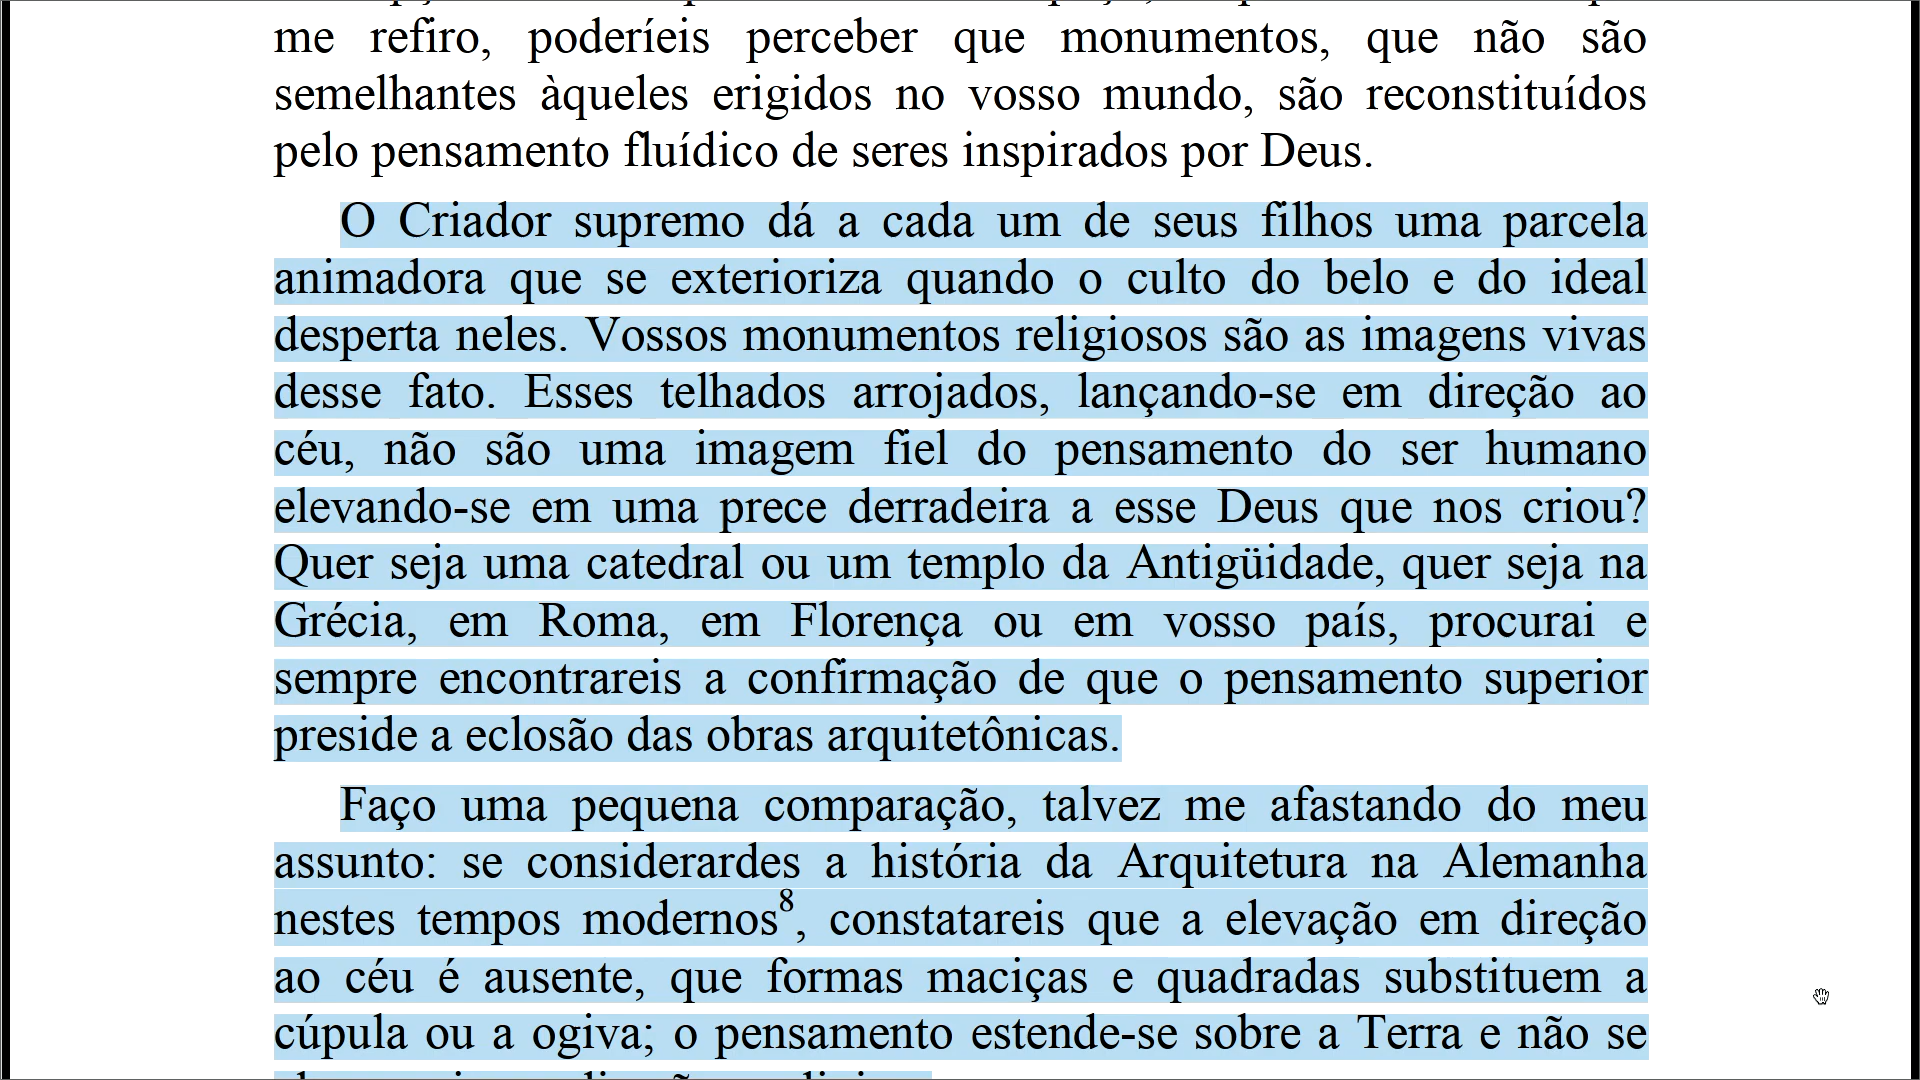 me refiro, poderíeis perceber que monumentos, que não são
semelhantes àqueles erigidos no vosso mundo, são reconstituídos
pelo pensamento fluídico de seres inspirados por Deus.
O Criador supremo dá a cada um de seus filhos uma parcela
animadora que se exterioriza quando o culto do belo e do ideal
desperta neles. Vossos monumentos religiosos são as imagens vivas
desse fato. Esses telhados arrojados, lançando-se em direção ao
céu, não são uma imagem fiel do pensamento do ser humano
elevando-se em uma prece derradeira a esse Deus que nos criou?
Quer seja uma catedral ou um templo da Antigüidade, quer seja na
Grécia, em Roma, em Florença ou em vosso país, procurai e
sempre encontrareis a confirmação de que o pensamento superior
preside a eclosão das obras arquitetônicas.
Faço uma pequena comparação, talvez me afastando do meu
assunto: se considerardes a história da Arquitetura na Alemanha
nestes tempos modernos8, constatareis que a elevação em direção
ao céu é ausente, que formas maciças e quadradas substituem a
cúpula ou a ogiva; o pensamento estende-se sobre a Terra e não se